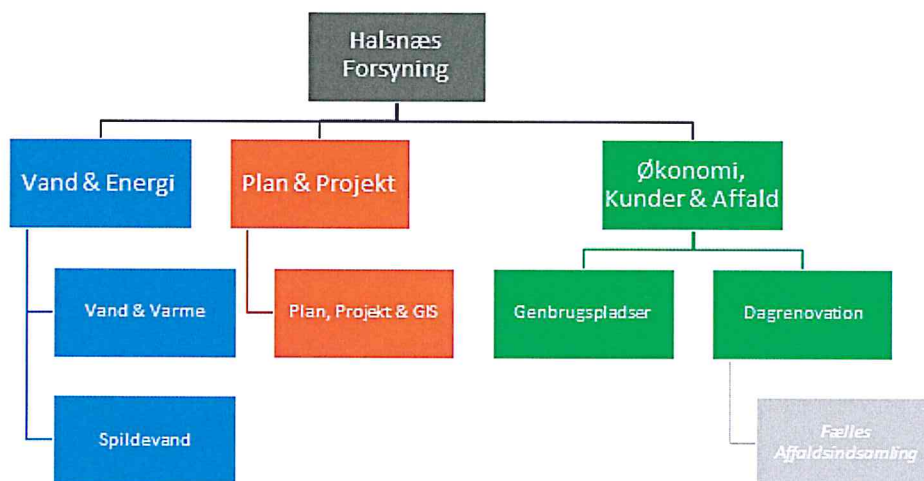 Halsnæs
Forsyning
Vand & Energi
Plan & Projekt
Økonomi,
Kunder & Affald
Vand & Varme
Plan, Projekt & GIS
Genbrugspladser
Dagrenovation
Spildevand
Fælles
Affaldsindsamling